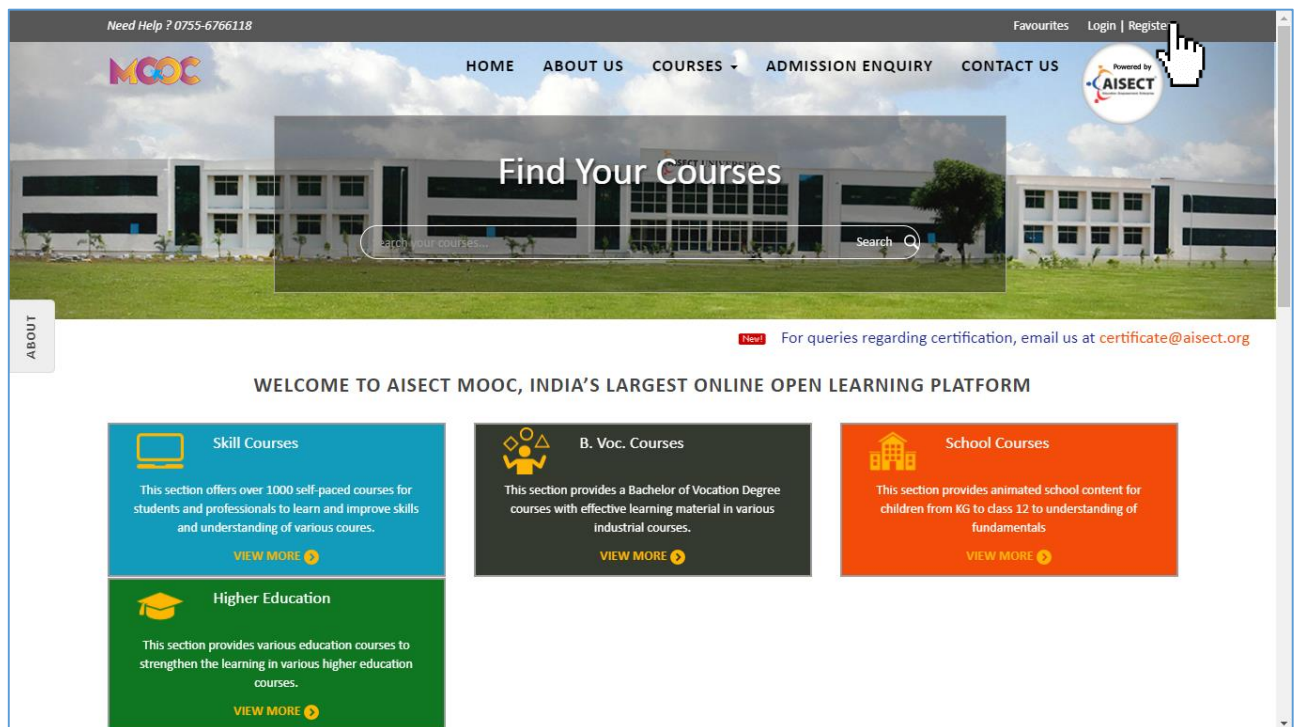 Need Help ? 0755-6766118
Favourites Login | Registe
MOOC
HOME ABOUT US COURSES ADMISSION ENQUIRY CONTACT US
Powered by
AISECT
Find Your Courses
earch your courses... Search
ABOUT
New! For queries regarding certification, email us at certificate@aisect.org
WELCOME TO AISECT MOOC, INDIA'S LARGEST ONLINE OPEN LEARNING PLATFORM
Skill Courses
This section offers over 1000 self-paced courses for
students and professionals to learn and improve skills
and understanding of various coures.
VIEW MORE
B. Voc. Courses
This section provides a Bachelor of Vocation Degree
courses with effective learning material in various
industrial courses.
VIEW MORE
School Courses
This section provides animated school content for
children from KG to class 12 to understanding of
fundamentals
VIEW MORE
Higher Education
This section provides various education courses to
strengthen the learning in various higher education
courses.
VIEW MORE